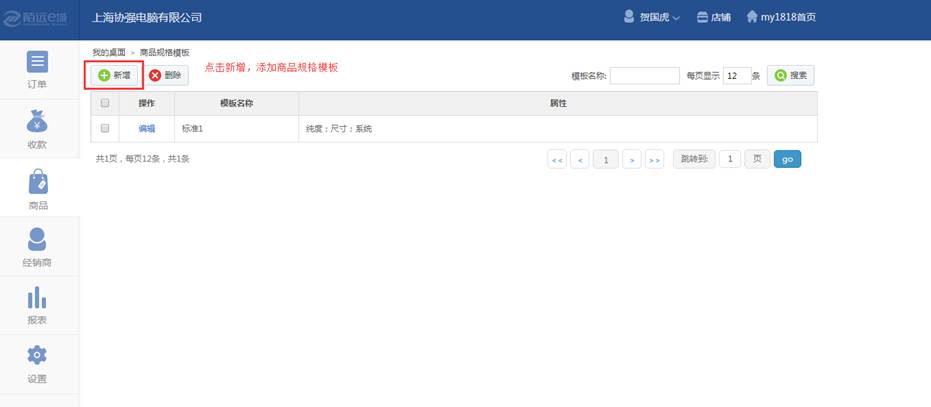 陌远e城
上海协强电脑有限公司
贺国虎
店铺
my1818首页
我的桌面 > 商品规格模板
新增
删除
点击新增，添加商品规格模板
模板名称:
每页显示 12 条
搜索
操作
模板名称
属性
编辑
标准1
纯度；尺寸；系统
共1页，每页12条，共1条
<<
<
1
>
>>
跳转到:
1
页
go
订单
收款
商品
经销商
报表
设置